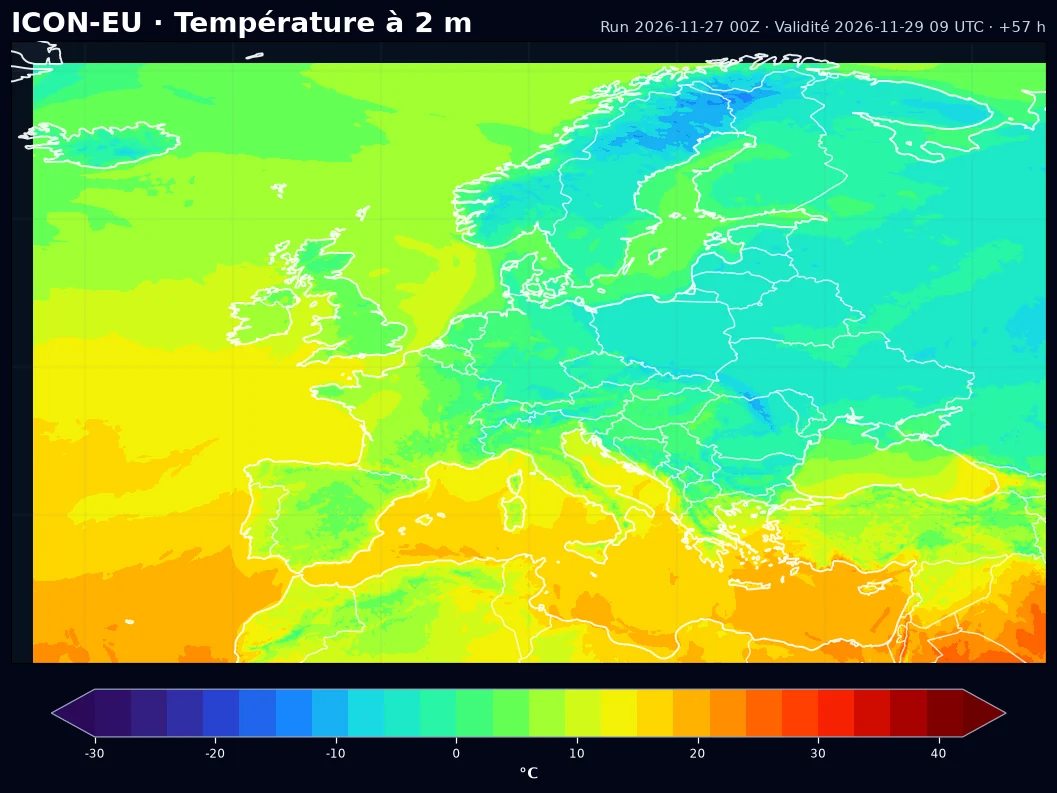 ICON-EU · Température à 2 m
Run 2026-11-27 00Z · Validité 2026-11-29 09 UTC · +57 h
-30 -20 -10 0 10 20 30 40
°C